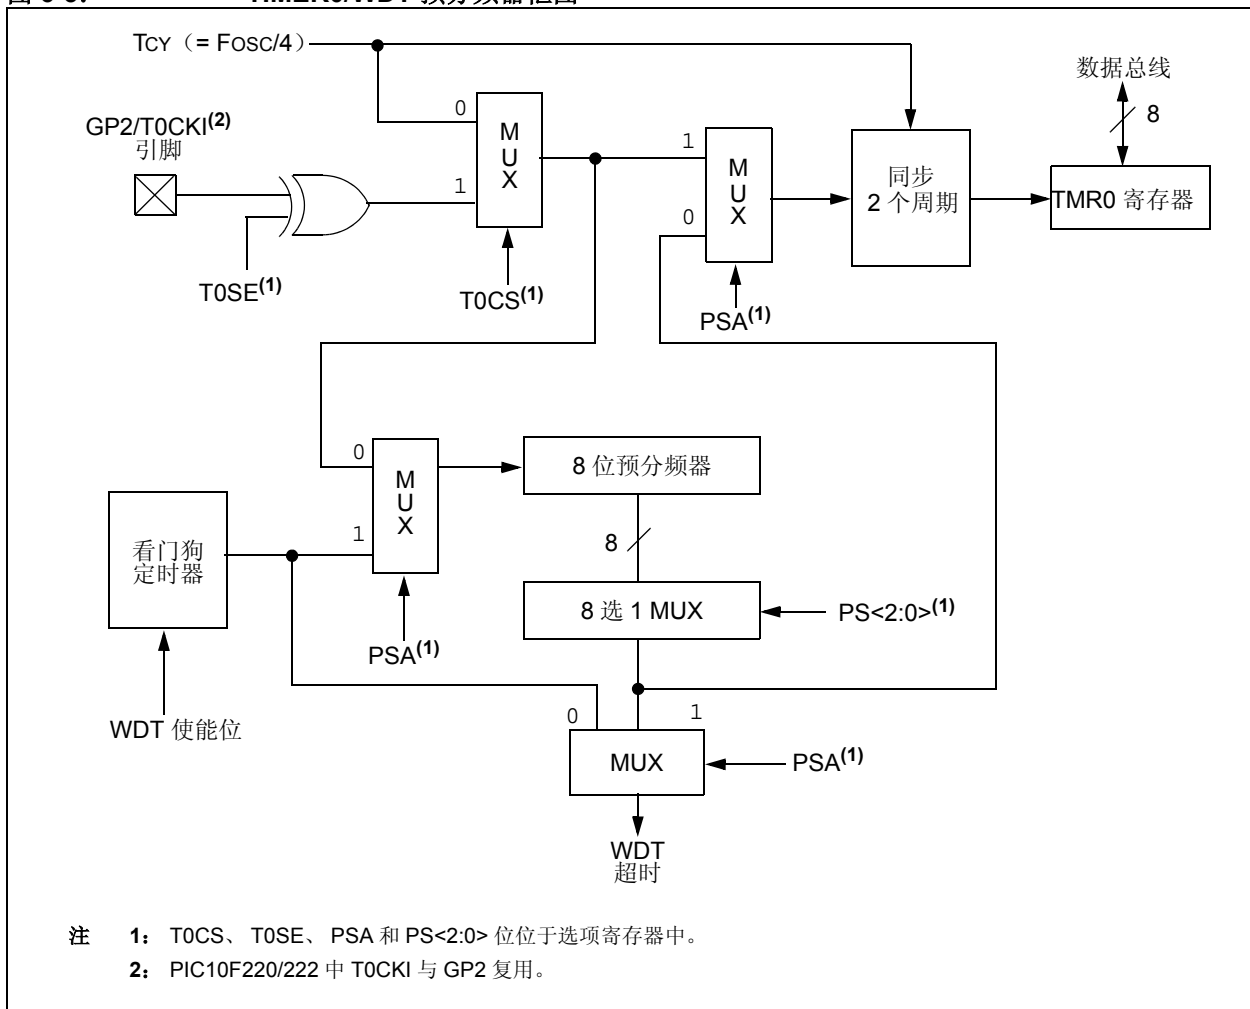 TCY（= FOSC/4）
数据总线
8
GP2/T0CKI(2)
引脚
0
1
M
U
X
T0SE(1)
T0CS(1)
1
0
M
U
X
PSA(1)
同步
2 个周期
TMR0 寄存器
0
1
M
U
X
PSA(1)
8 位预分频器
8
8 选 1 MUX
PS<2:0>(1)
看门狗
定时器
WDT 使能位
0
1
MUX
PSA(1)
WDT
超时
注 1： T0CS、 T0SE、 PSA 和 PS<2:0> 位位于选项寄存器中。
2： PIC10F220/222 中 T0CKI 与 GP2 复用。